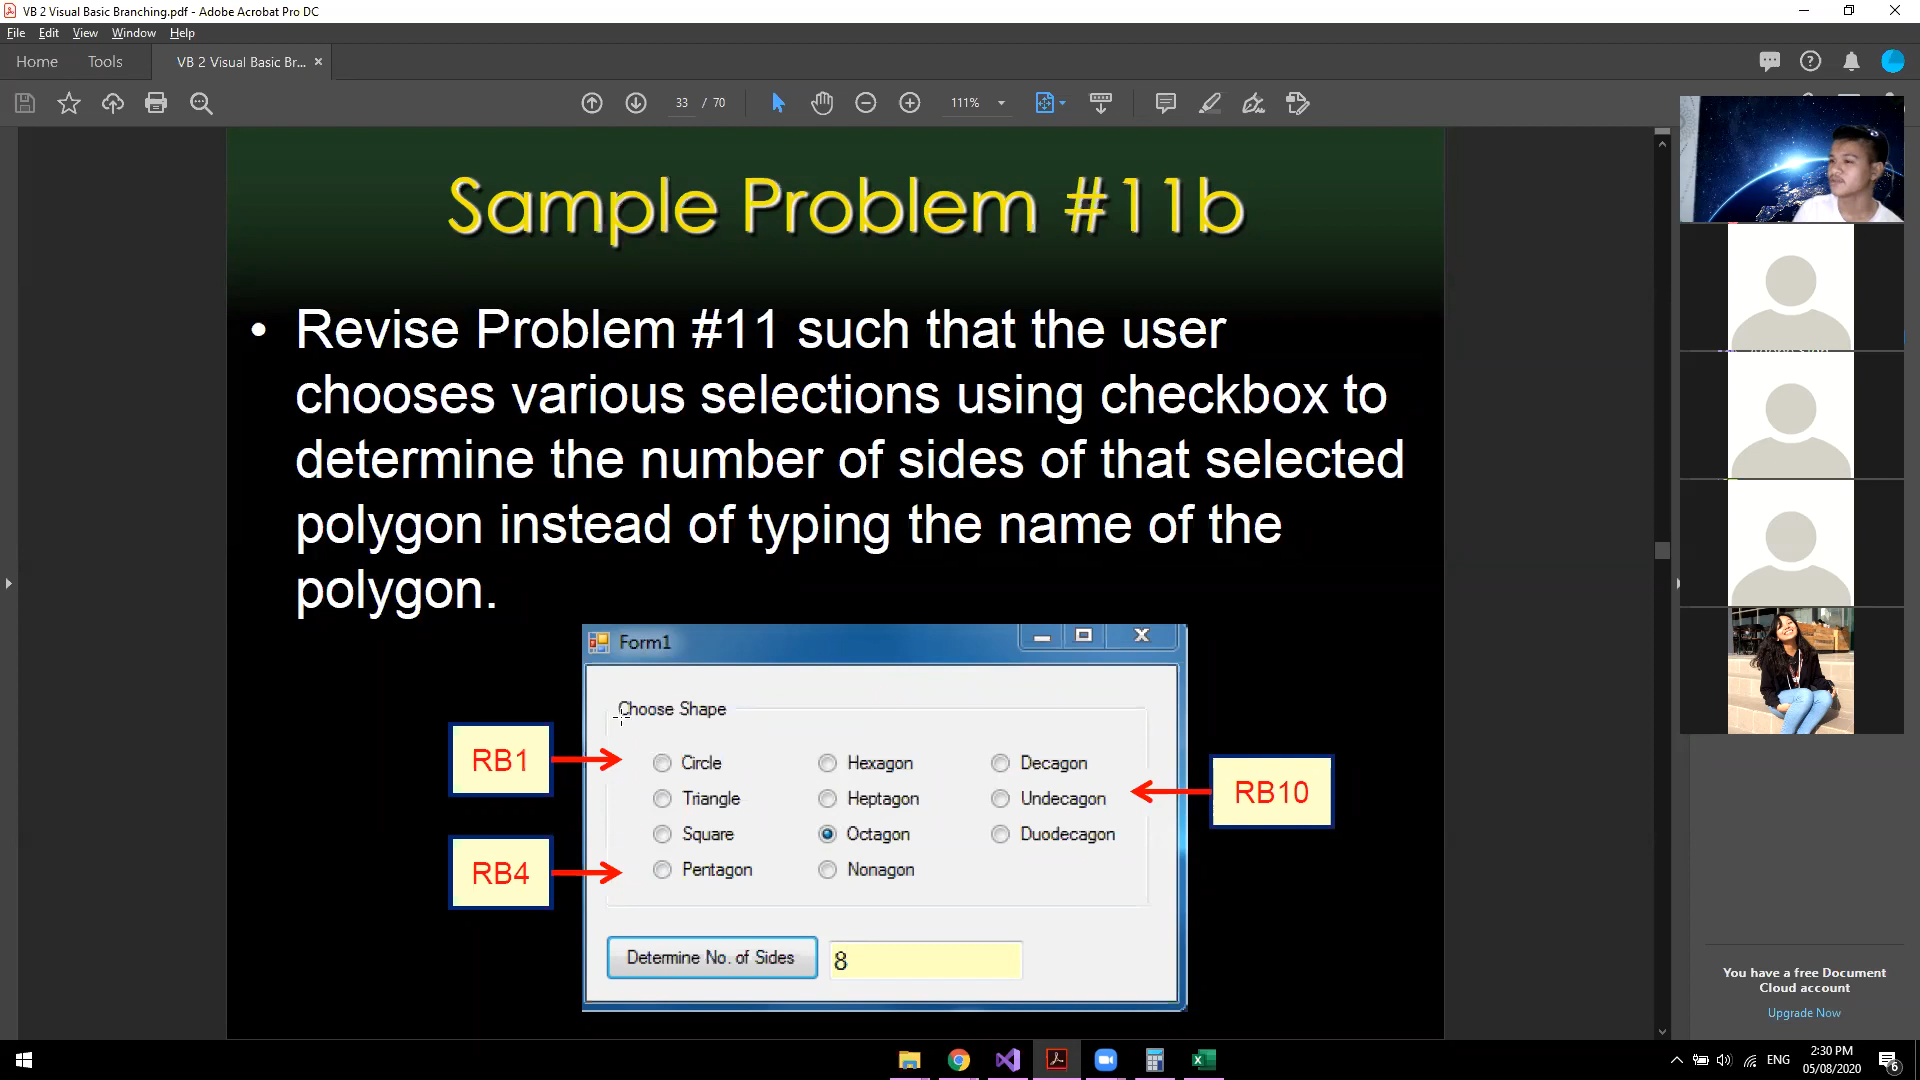 VB 2 Visual Basic Branching.pdf - Adobe Acrobat Pro DC
File Edit View Window Help
Home Tools VB 2 Visual Basic Br... ×
33 / 70 111%
Sample Problem #11b
• Revise Problem #11 such that the user
chooses various selections using checkbox to
determine the number of sides of that selected
polygon instead of typing the name of the
polygon.
Form1
Choose Shape
RB1
Circle Hexagon Decagon
Triangle Heptagon Undecagon
RB10
Square Octagon Duodecagon
RB4
Pentagon Nonagon
Determine No. of Sides 8
You have a free Document
Cloud account
Upgrade Now
ENG
2:30 PM
05/08/2020
6